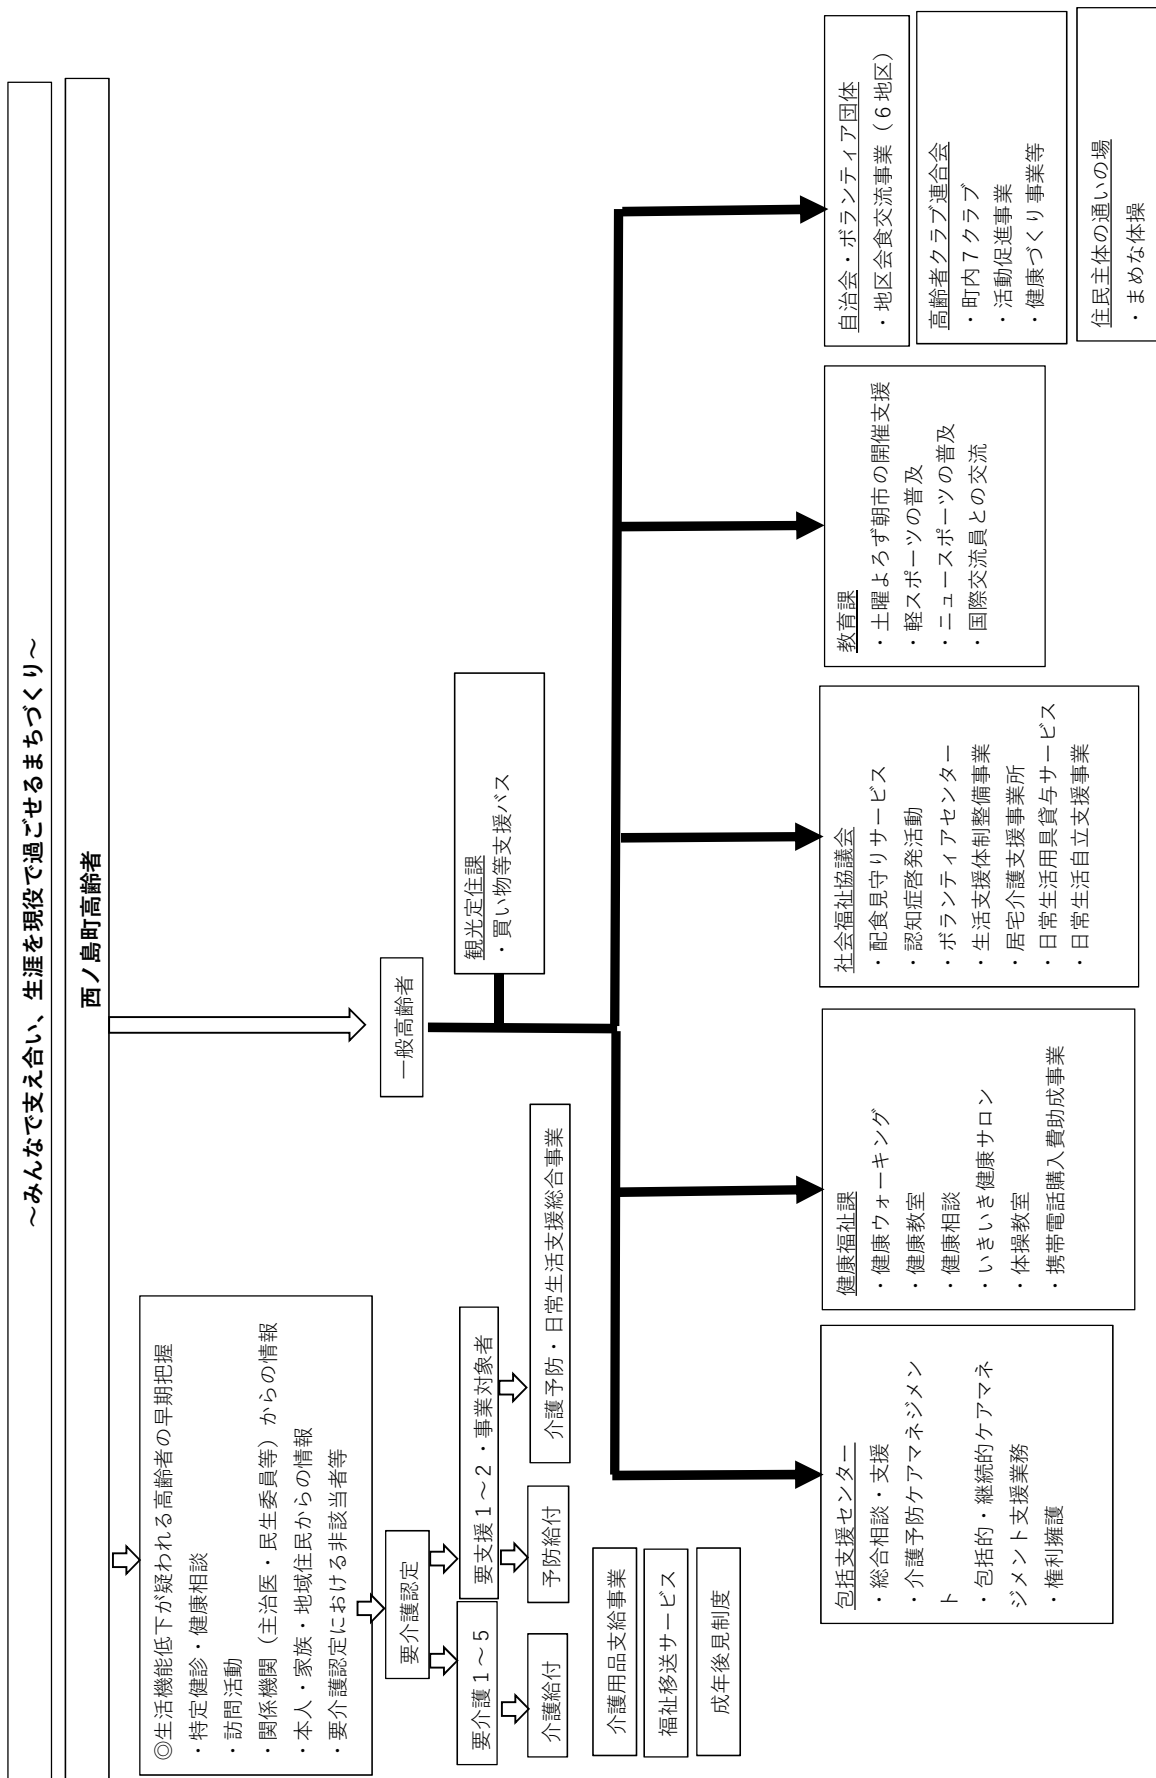 ～みんなで支え合い、生涯を現役で過ごせるまちづくり～
西ノ島町高齢者
◎生活機能低下が疑われる高齢者の早期把握
・特定健診・健康相談
・訪問活動
・関係機関（主治医・民生委員等）からの情報
・本人・家族・地域住民からの情報
・要介護認定における非該当者等
要介護認定
一般高齢者
要介護１～５
要支援１～２・事業対象者
観光定住課
・買い物等支援バス
介護給付
予防給付
介護予防・日常生活支援総合事業
介護用品支給事業
福祉移送サービス
成年後見制度
包括支援センター
・総合相談・支援
・介護予防ケアマネジメン
ト
・包括的・継続的ケアマネ
ジメント支援業務
・権利擁護
健康福祉課
・健康ウォーキング
・健康教室
・健康相談
・いきいき健康サロン
・体操教室
・携帯電話購入費助成事業
社会福祉協議会
・配食見守りサービス
・認知症啓発活動
・ボランティアセンター
・生活支援体制整備事業
・居宅介護支援事業所
・日常生活用具貸与サービス
・日常生活自立支援事業
教育課
・土曜よろず朝市の開催支援
・軽スポーツの普及
・ニュースポーツの普及
・国際交流員との交流
自治会・ボランティア団体
・地区会食交流事業（６地区）
高齢者クラブ連合会
・町内７クラブ
・活動促進事業
・健康づくり事業等
住民主体の通いの場
・まめな体操